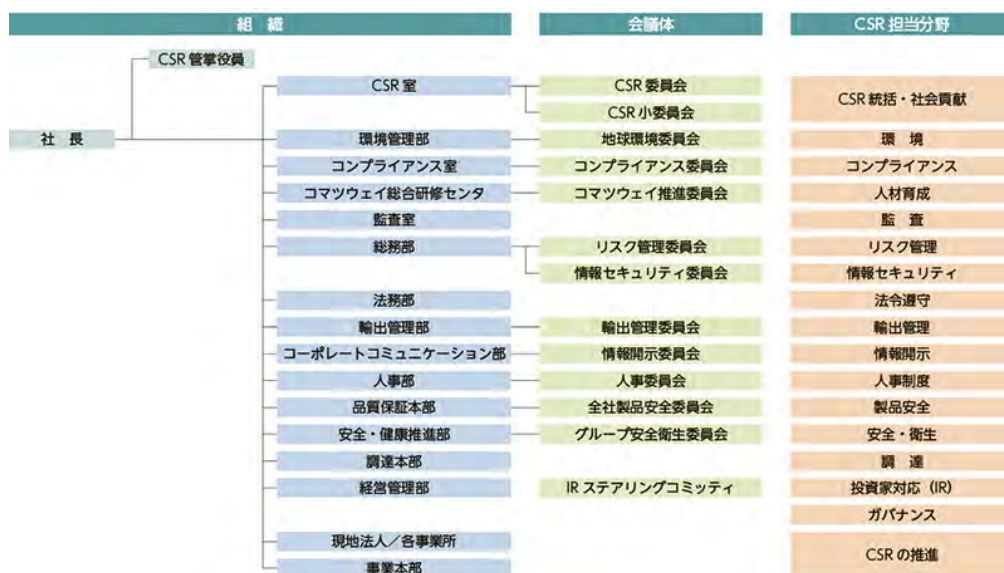 組 織 会議体 CSR 担当分野
CSR 管掌役員
CSR 室 CSR 委員会 CSR 統括・社会貢献
CSR 小委員会
社 長 環境管理部 地球環境委員会 環 境
コンプライアンス室 コンプライアンス委員会 コンプライアンス
コマツウェイ総合研修センタ コマツウェイ推進委員会 人材育成
監査室 監 査
総務部 リスク管理委員会 リスク管理
情報セキュリティ委員会 情報セキュリティ
法務部 法令遵守
輸出管理部 輸出管理委員会 輸出管理
コーポレートコミュニケーション部 情報開示委員会 情報開示
人事部 人事委員会 人事制度
品質保証本部 全社製品安全委員会 製品安全
安全・健康推進部 グループ安全衛生委員会 安全・衛生
調達本部 調 達
経営管理部 IR ステアリングコミッティ 投資家対応（IR）
ガバナンス
現地法人／各事業所 CSR の推進
事業本部